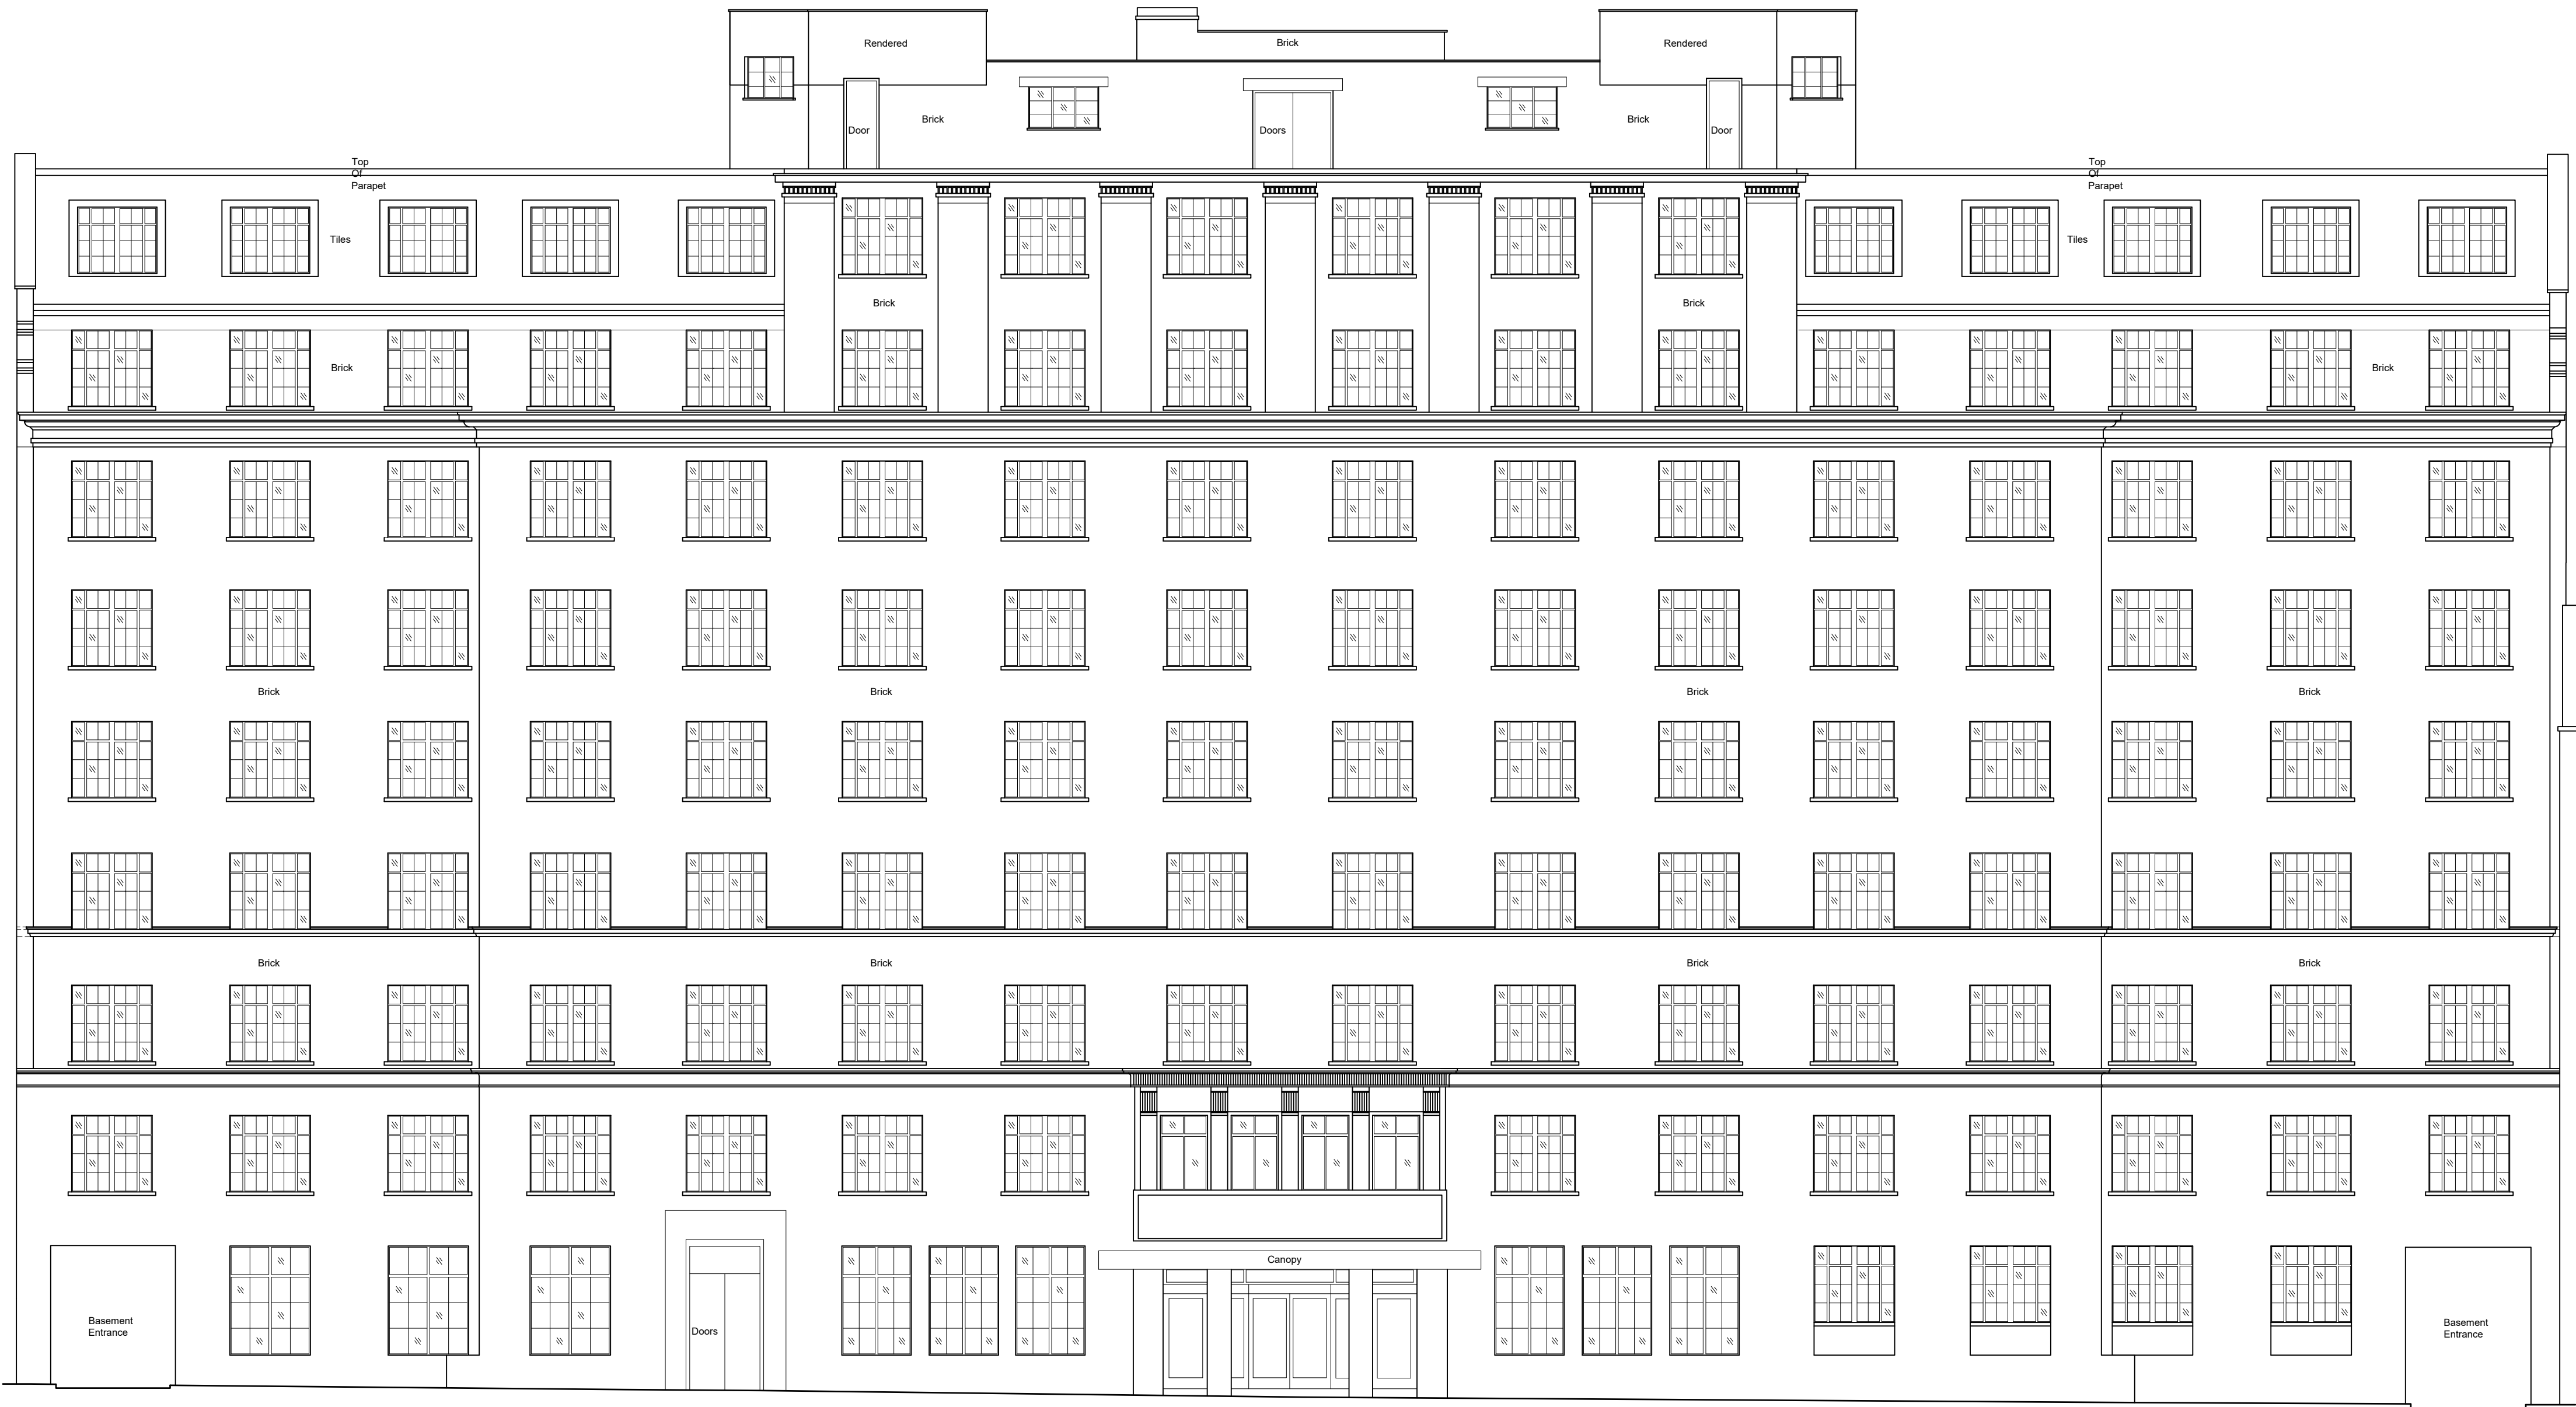 Rendered
Brick
Rendered
Brick
Brick
Door
Doors
Door
Top
Of
Parapet
Top
Of
Parapet
Tiles
Tiles
Brick
Brick
Brick
Brick
Brick
Brick
Brick
Brick
Brick
Brick
Brick
Brick
Canopy
Basement
Entrance
Doors
Basement
Entrance